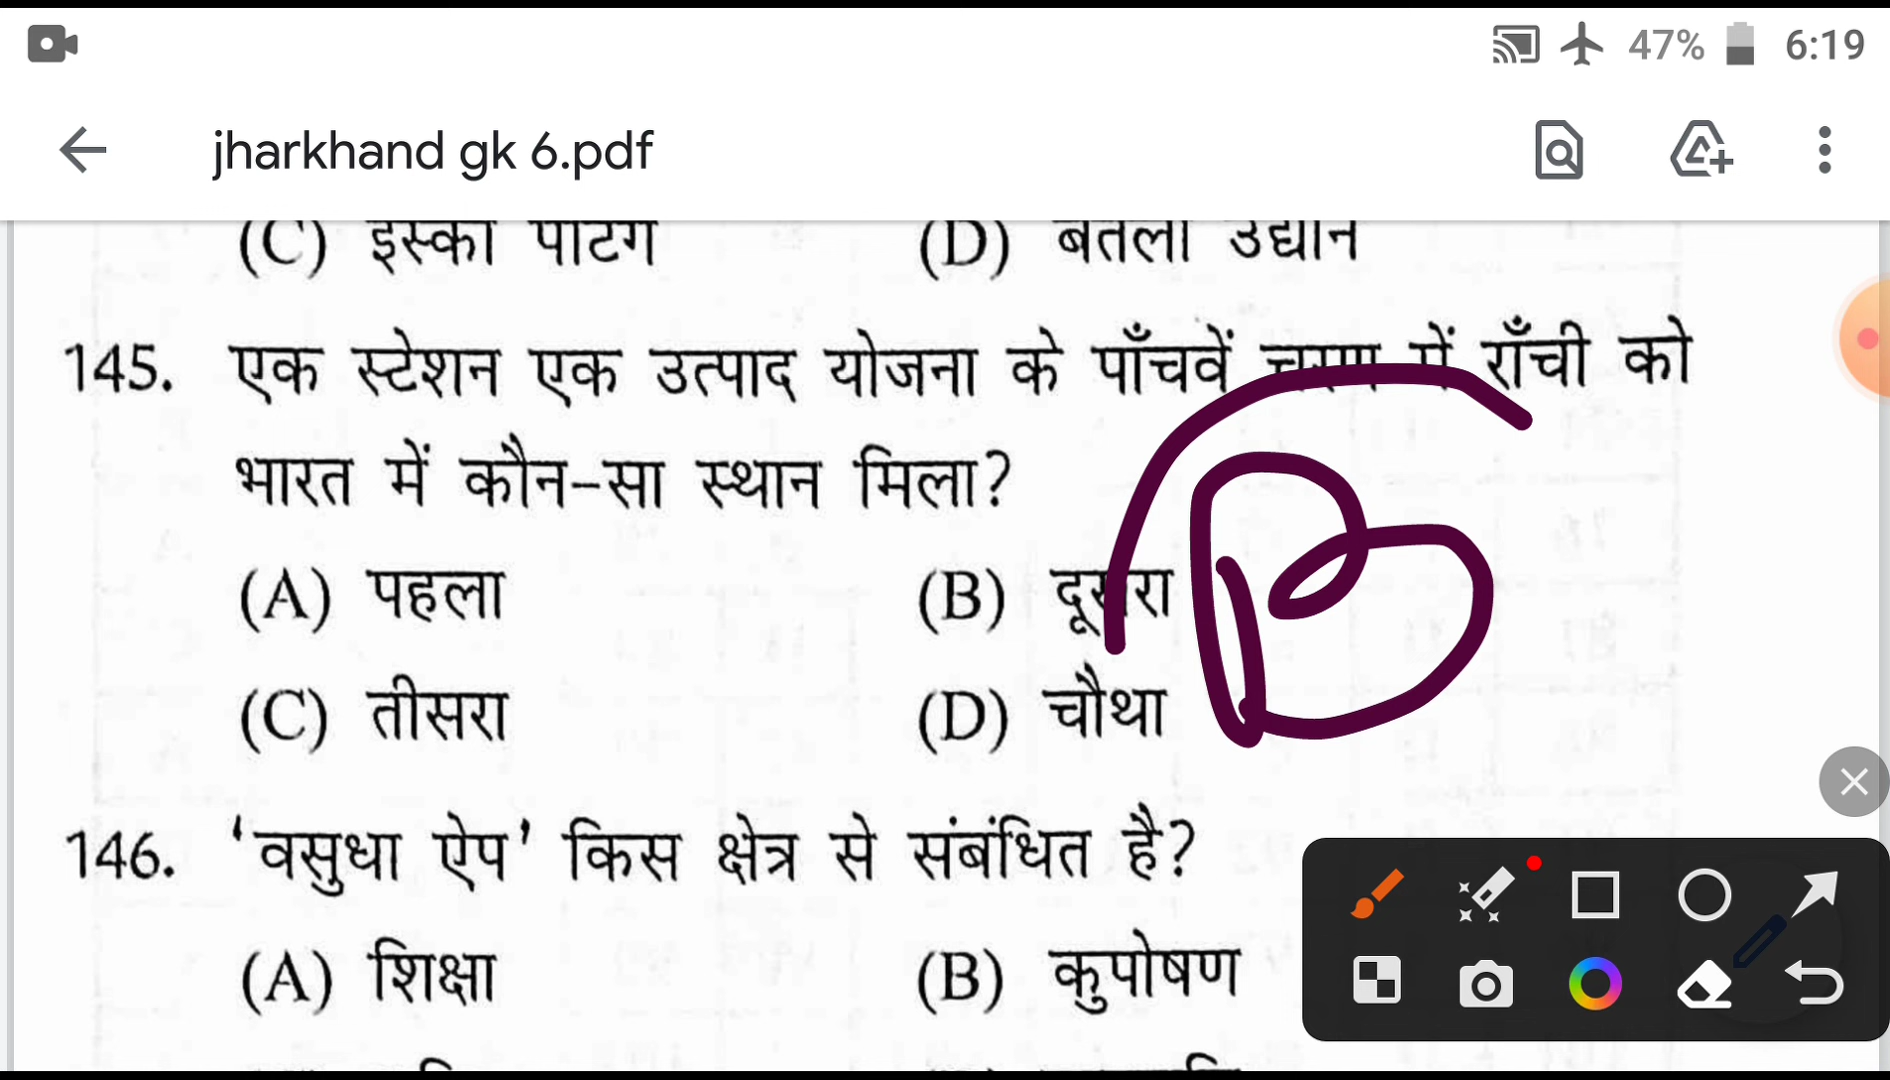 47% 6:19
jharkhand gk 6.pdf
(C) इस्को (D) उद्यान
145. एक स्टेशन एक उत्पाद योजना के पाँचवें चरण में राँची को
भारत में कौन-सा स्थान मिला?
(A) पहला (B) दूसरा
B
(C) तीसरा (D) चौथा
146. 'वसुधा ऐप' किस क्षेत्र से संबंधित है?
(A) शिक्षा (B) कुपोषण